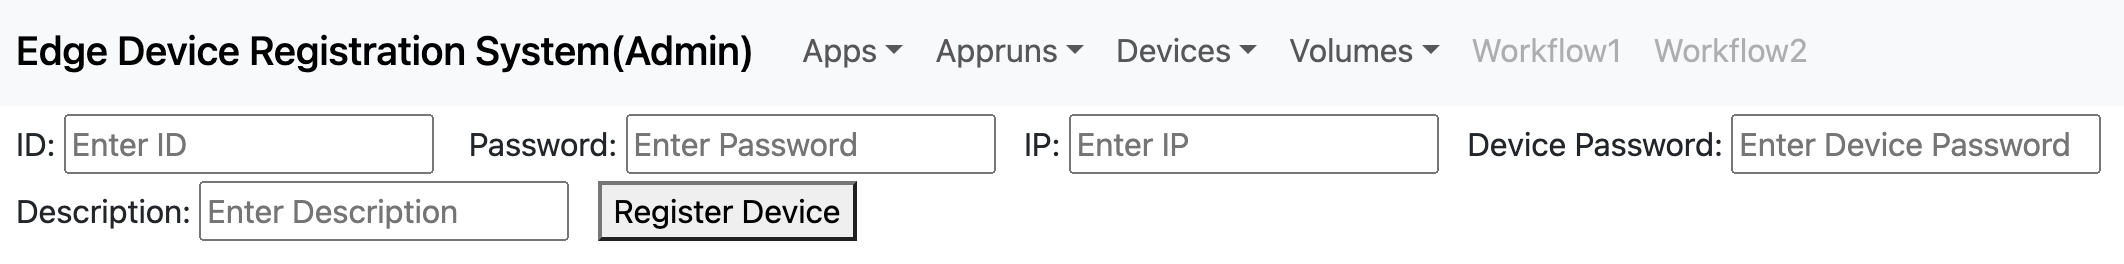 Edge Device Registration System(Admin) Apps Appruns Devices Volumes Workflow1 Workflow2
ID: Enter ID Password: Enter Password IP: Enter IP Device Password: Enter Device Password
Description: Enter Description Register Device